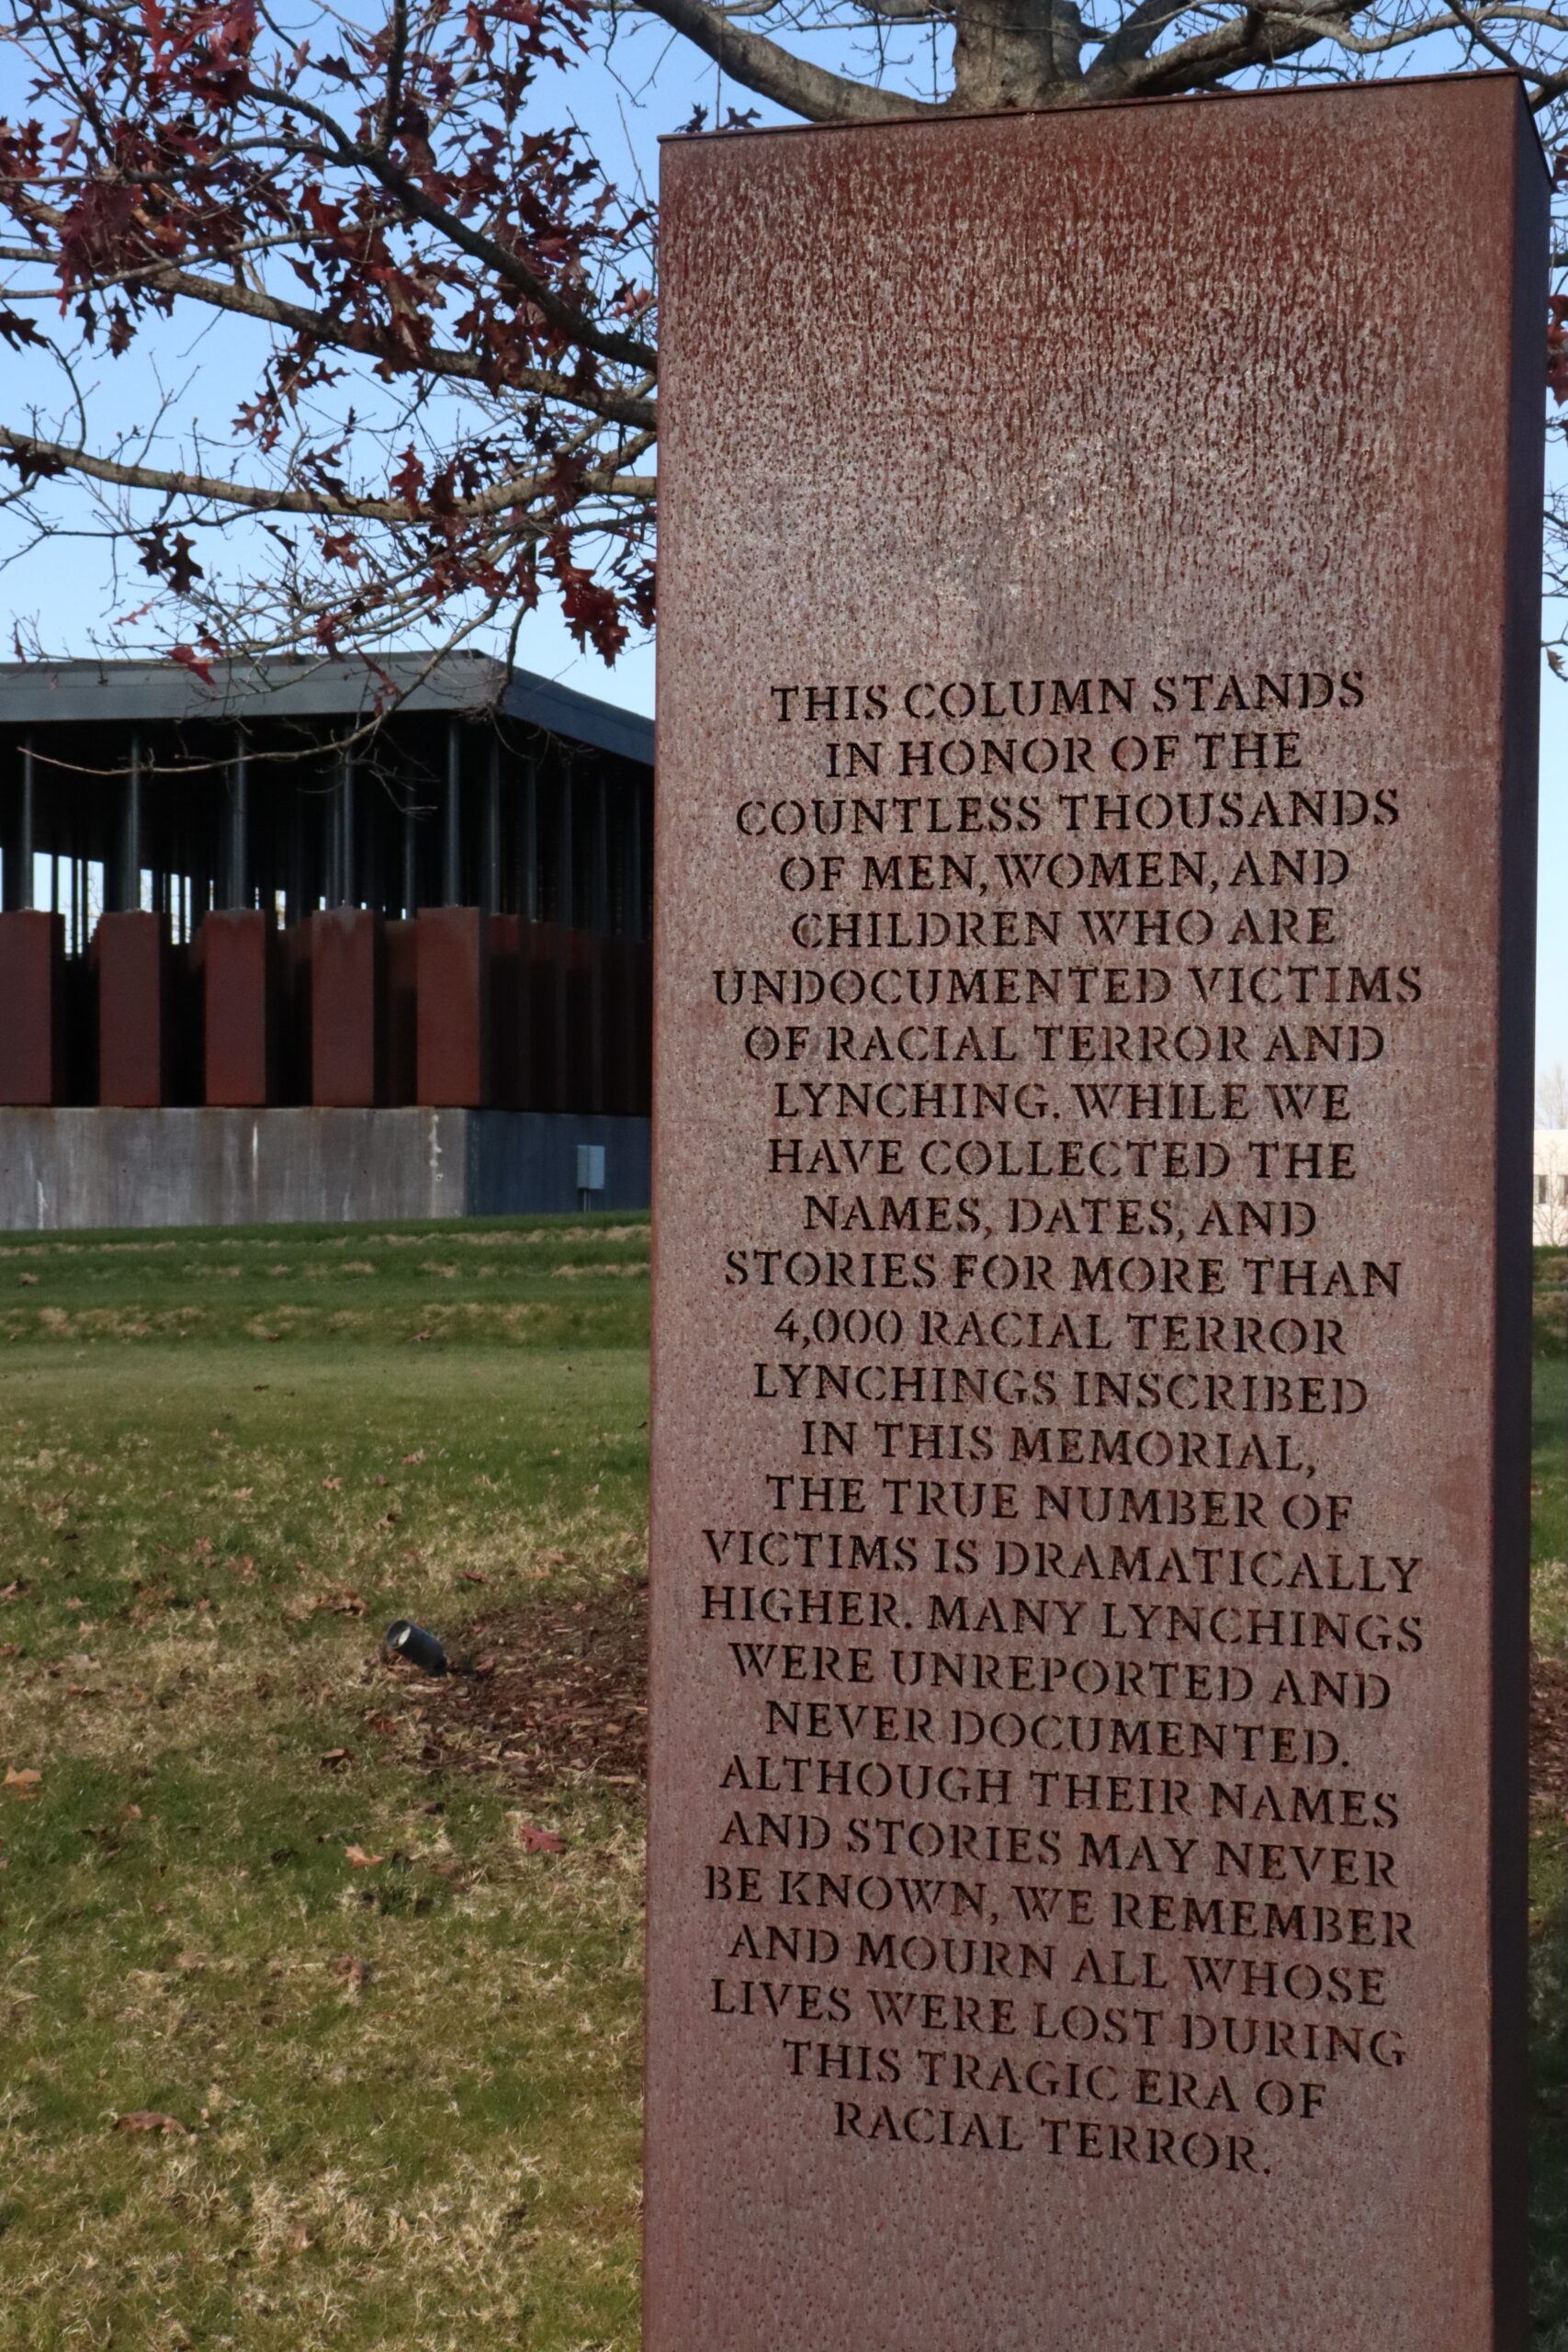 THIS COLUMN STANDS
IN HONOR OF THE
COUNTLESS THOUSANDS
OF MEN, WOMEN, AND
CHILDREN WHO ARE
UNDOCUMENTED VICTIMS
OF RACIAL TERROR AND
LYNCHING. WHILE WE
HAVE COLLECTED THE
NAMES, DATES, AND
STORIES FOR MORE THAN
4,000 RACIAL TERROR
LYNCHINGS INSCRIBED
IN THIS MEMORIAL,
THE TRUE NUMBER OF
VICTIMS IS DRAMATICALLY
HIGHER. MANY LYNCHINGS
WERE UNREPORTED AND
NEVER DOCUMENTED.
ALTHOUGH THEIR NAMES
AND STORIES MAY NEVER
BE KNOWN, WE REMEMBER
AND MOURN ALL WHOSE
LIVES WERE LOST DURING
THIS TRAGIC ERA OF
RACIAL TERROR.